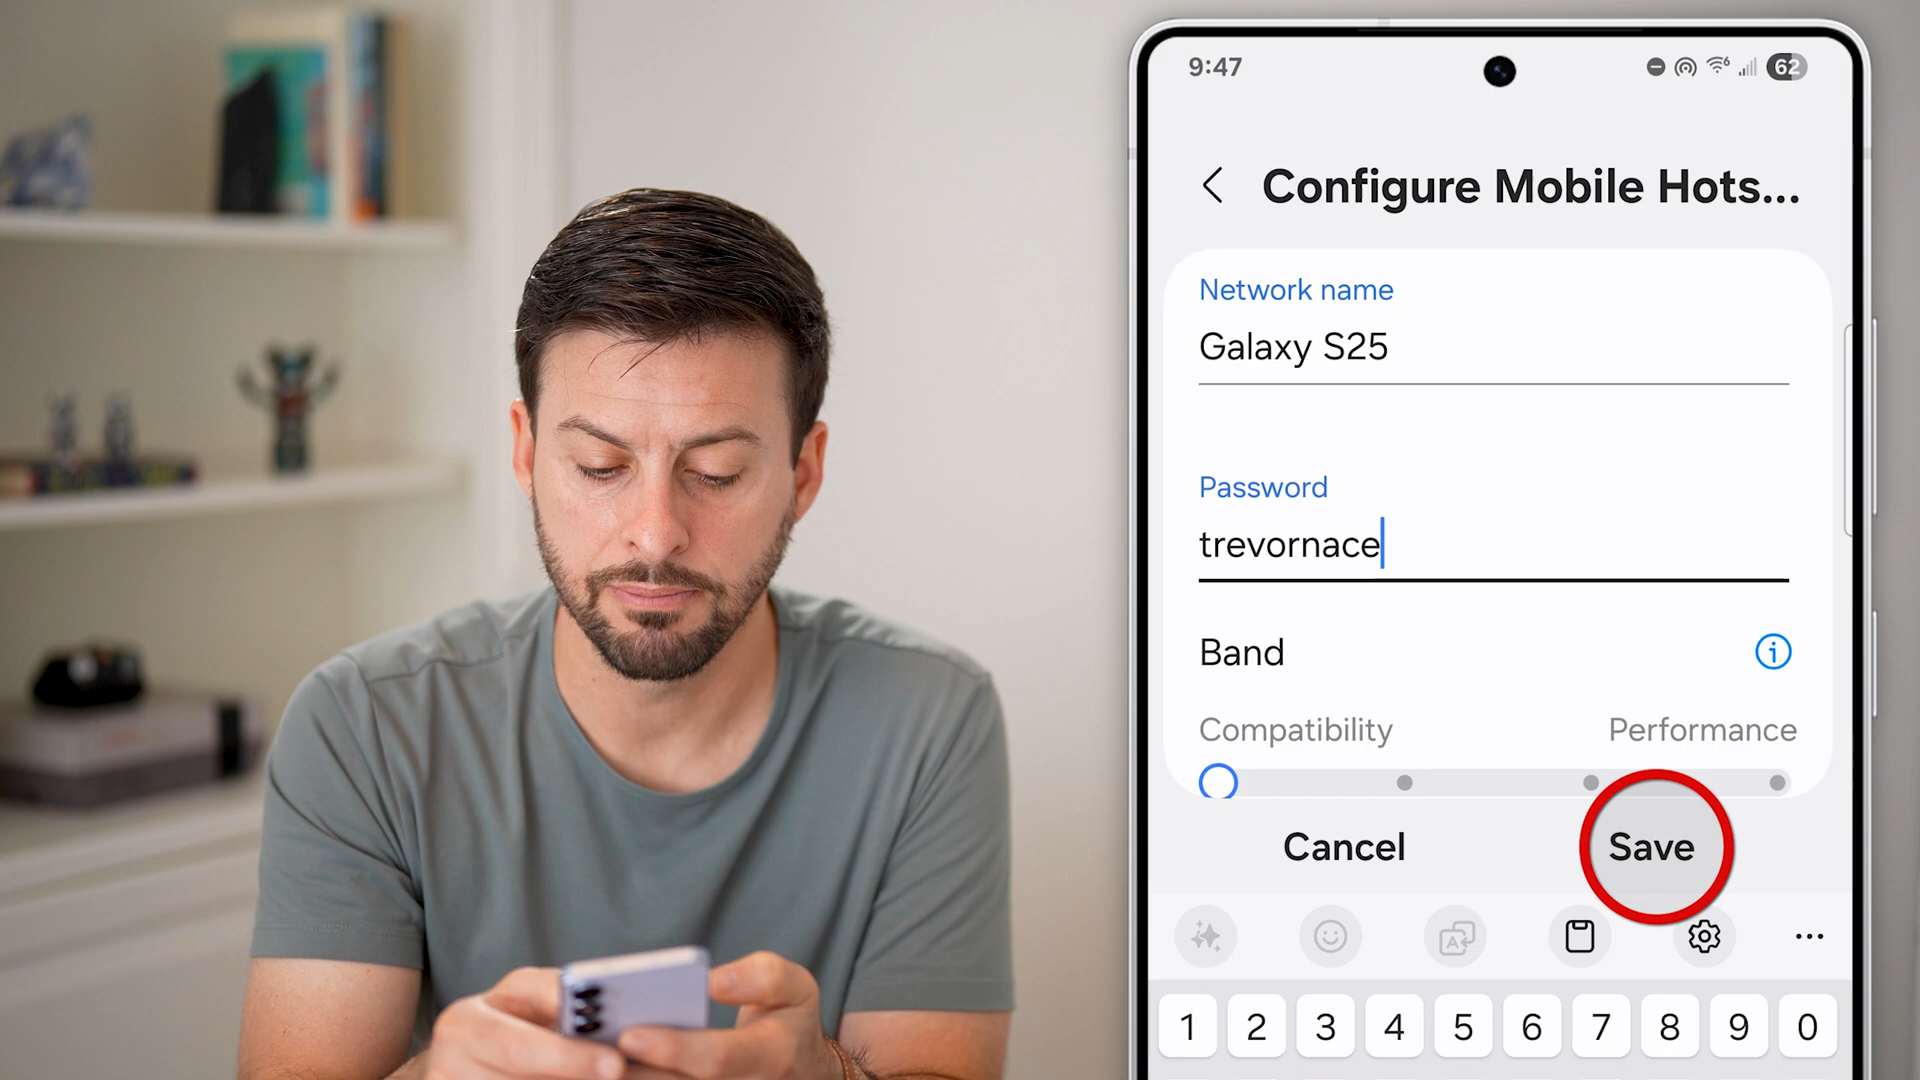 9:47
62
Configure Mobile Hots...
Network name
Galaxy S25
Password
trevornace
Band
Compatibility Performance
Cancel Save
1 2 3 4 5 6 7 8 9 0